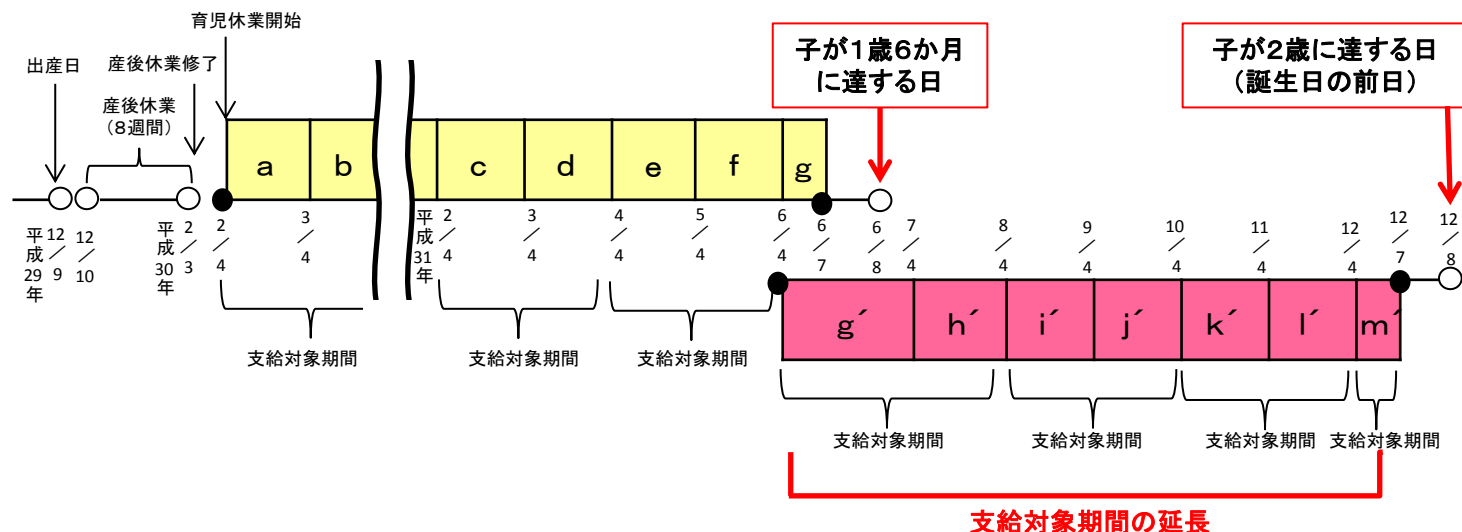 育児休業開始
出産日
産後休業修了
産後休業
（8週間）
子が1歳6か月
に達する日
子が2歳に達する日
（誕生日の前日）
a
b
c
d
e
f
g
平成29年
12/9
12/10
平成30年
2/3
2/4
3/4
平成31年
2/4
3/4
4/4
5/4
6/4
6/7
6/8
7/4
8/4
9/4
10/4
11/4
12/4
12/7
12/8
g´
h´
i´
j´
k´
l´
m´
支給対象期間
支給対象期間
支給対象期間
支給対象期間
支給対象期間
支給対象期間
支給対象期間
支給対象期間の延長